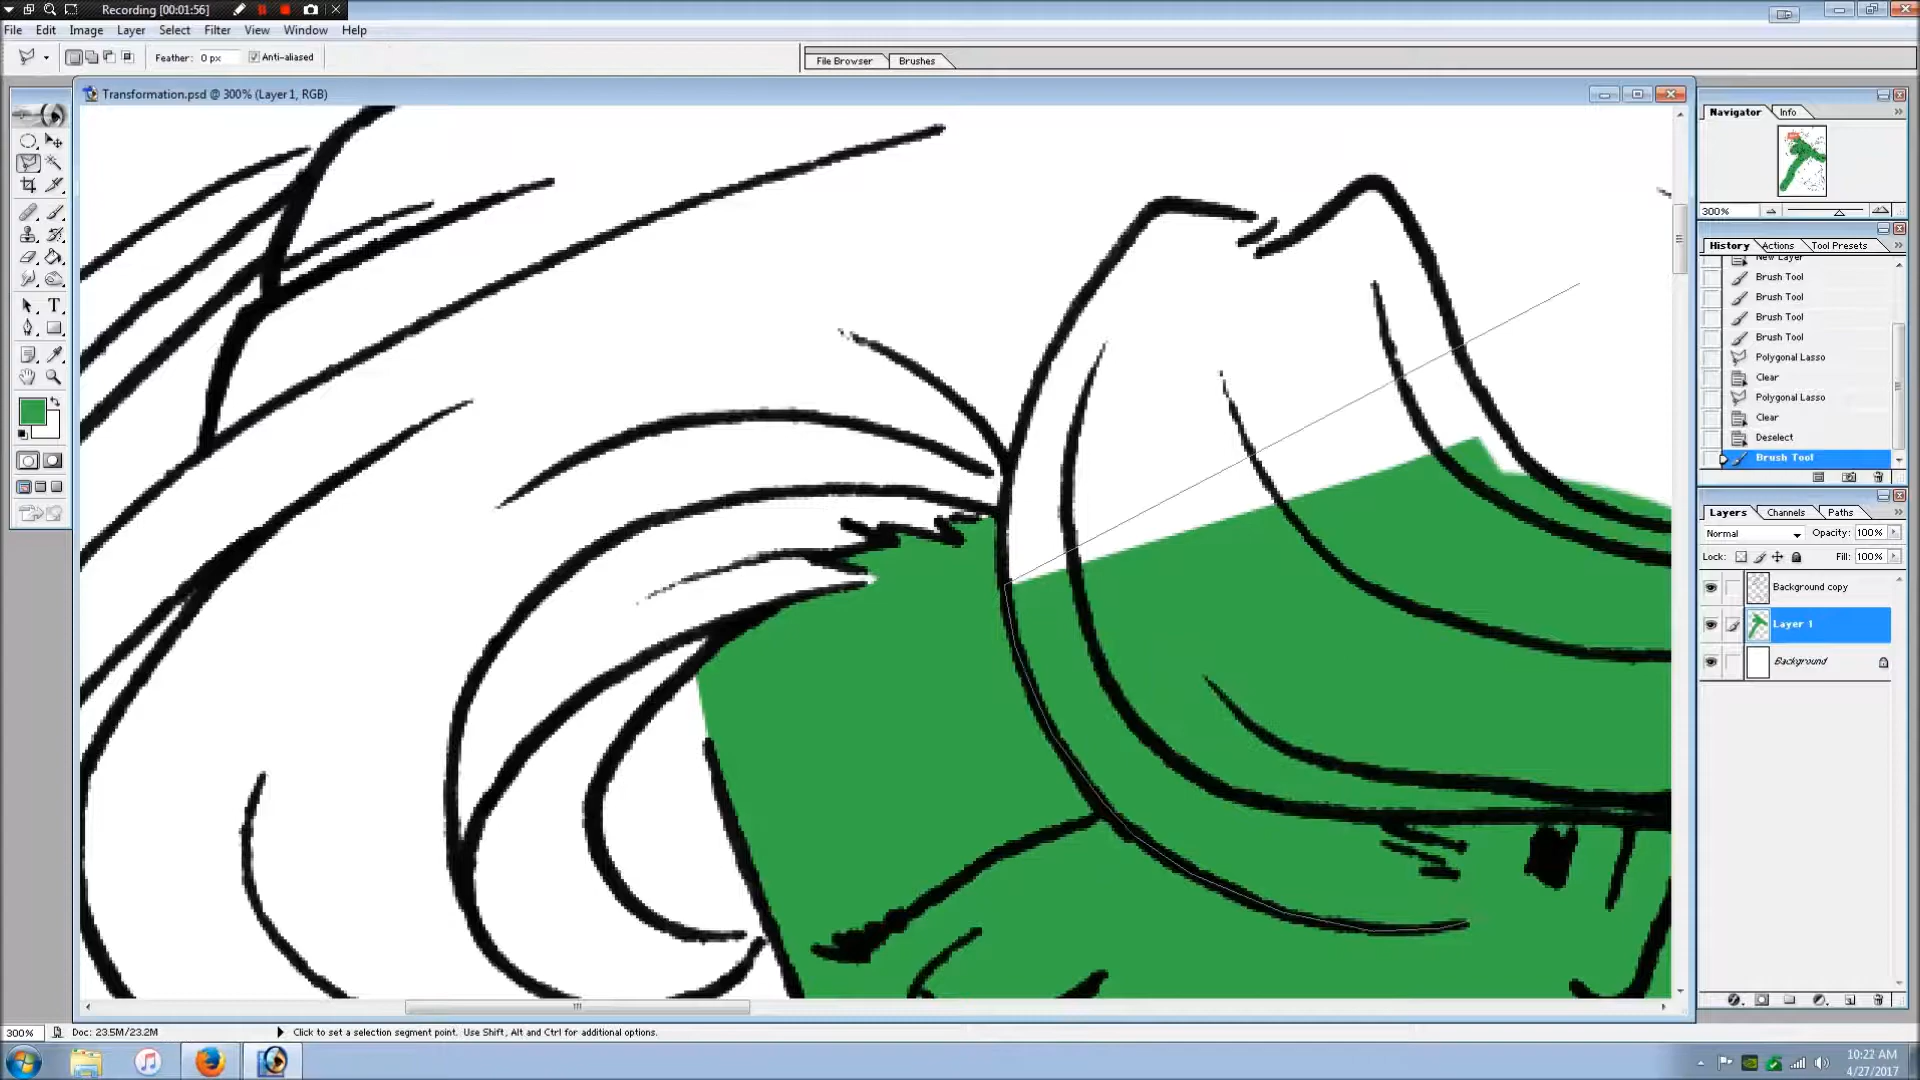 Recording [00:01:56]
File Edit Image Layer Select Filter View Window Help
Feather: 0 px Anti-aliased
File Browser Brushes
Transformation.psd @ 300% (Layer 1, RGB)
Navigator Info
300%
History Actions Tool Presets
New Layer
Brush Tool
Brush Tool
Brush Tool
Brush Tool
Polygonal Lasso
Clear
Polygonal Lasso
Clear
Deselect
Brush Tool
Layers Channels Paths
Normal Opacity: 100%
Lock: Fill: 100%
Background copy
Layer 1
Background
300% Doc: 23.5M/23.2M Click to set a selection segment point. Use Shift, Alt and Ctrl for additional options.
10:22 AM
4/27/2017